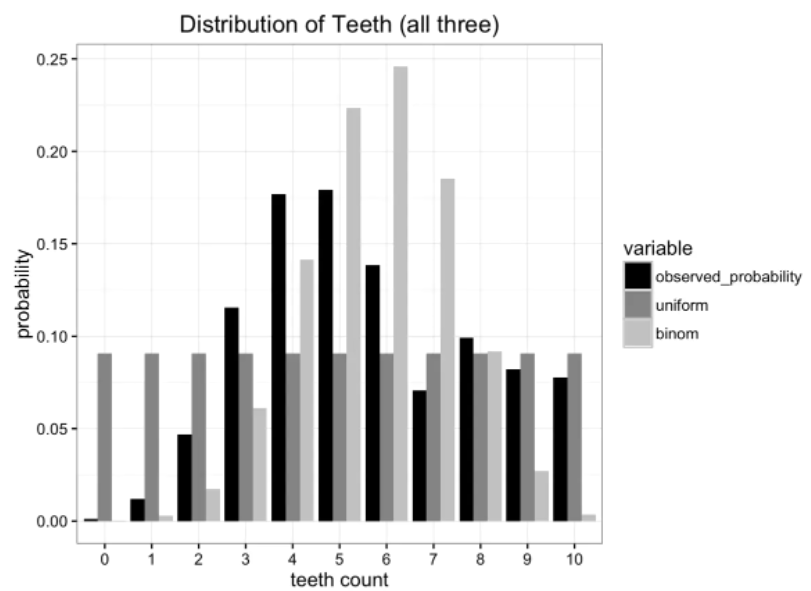 Distribution of Teeth (all three)
0.25
0.20
0.15
0.10
0.05
0.00
probability
0 1 2 3 4 5 6 7 8 9 10
teeth count
variable
observed_probability
uniform
binom